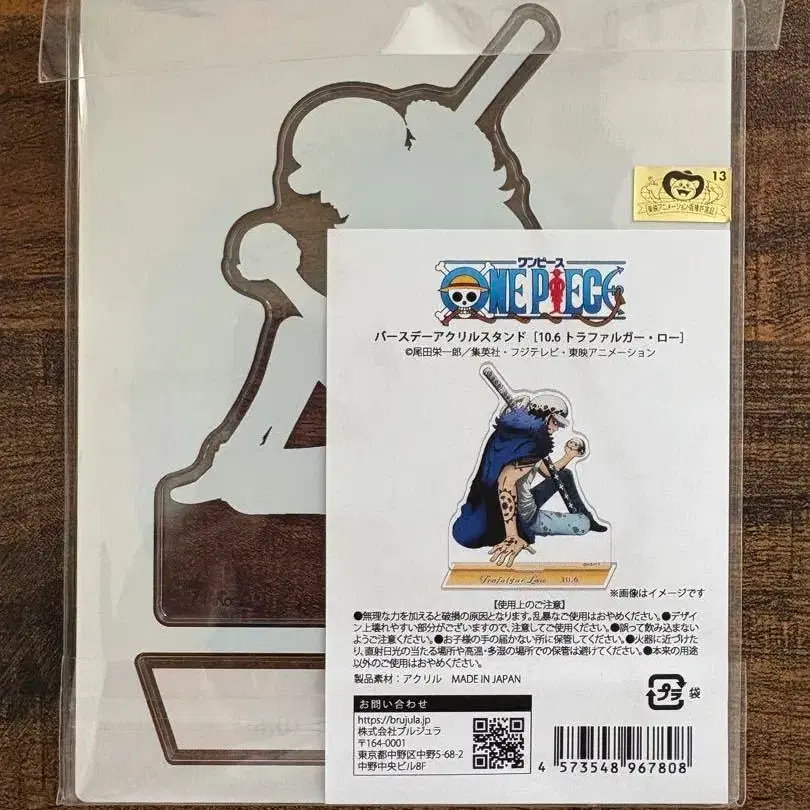 13
東映アニメーション版権許諾証
ワンピース
ONE PIECE
バースデーアクリルスタンド [10.6 トラファルガー・ロー]
©尾田栄一郎／集英社・フジテレビ・東映アニメーション
Trafalgar Law 10.6
※画像はイメージです
【使用上のご注意】
●無理な力を加えると破損の原因となります。乱暴なご使用はおやめください。●デザイ
ン上壊れやすい部分がございますので、注意してご使用ください。●誤って飲み込まない
ようご注意ください。●お子様の手の届かない所に保管してください。●火器に近づけた
り、直射日光の当たる場所や高温・多湿の場所での保管は避けてください。●本来の用途
以外のご使用はおやめください。
製品素材：アクリル MADE IN JAPAN
お問い合わせ
https://brujula.jp
株式会社ブルジュラ
〒164-0001
東京都中野区中野5-68-2
中野中央ビル8F
プラ
袋
4 573548 967808